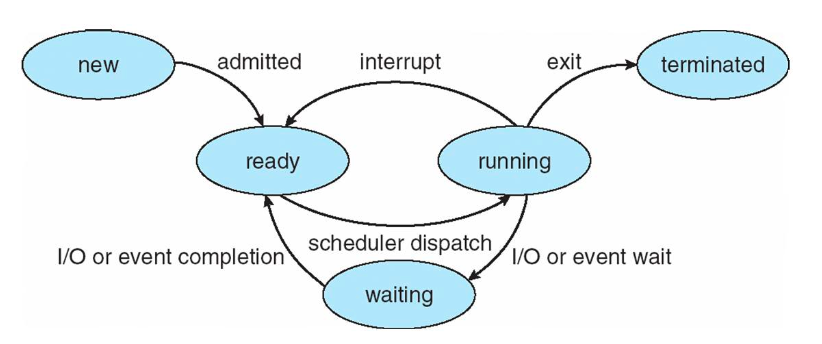 new
admitted
interrupt
exit
terminated
ready
running
scheduler dispatch
I/O or event completion
I/O or event wait
waiting